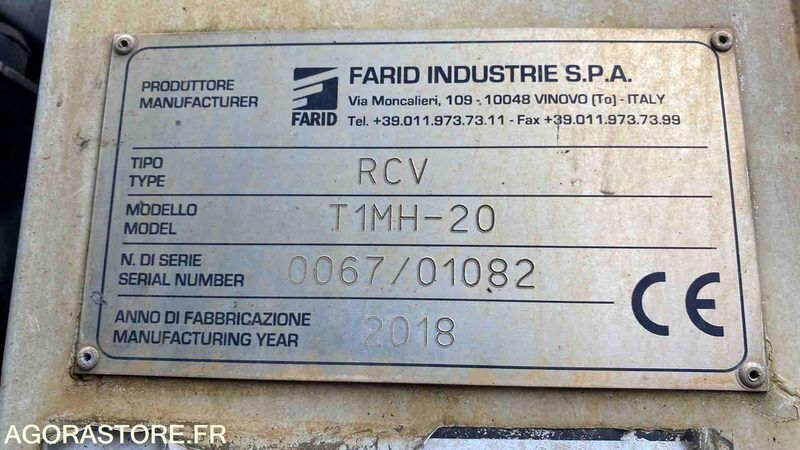 PRODUTTORE
MANUFACTURER
FARID
FARID INDUSTRIE S.P.A.
Via Moncalieri, 109 - 10048 VINOVO (To) - ITALY
Tel. +39.011.973.73.11 - Fax +39.011.973.73.99
TIPO
TYPE
RCV
MODELLO
MODEL
T1MH-20
N. DI SERIE
SERIAL NUMBER
0067/01082
ANNO DI FABBRICAZIONE
MANUFACTURING YEAR
2018
CE
AGORASTORE.FR